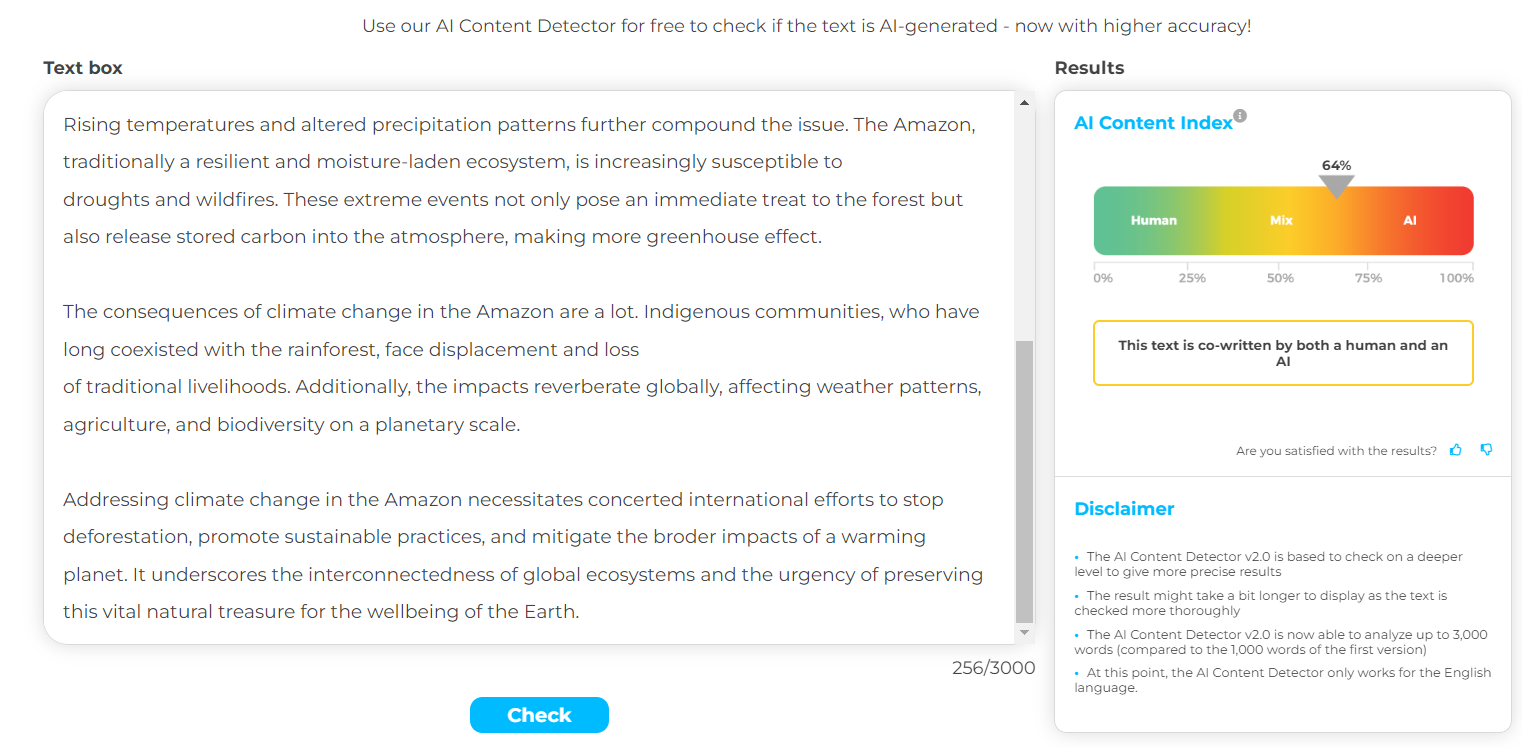 Use our AI Content Detector for free to check if the text is AI-generated - now with higher accuracy!
Text box
Rising temperatures and altered precipitation patterns further compound the issue. The Amazon,
traditionally a resilient and moisture-laden ecosystem, is increasingly susceptible to
droughts and wildfires. These extreme events not only pose an immediate treat to the forest but
also release stored carbon into the atmosphere, making more greenhouse effect.
The consequences of climate change in the Amazon are a lot. Indigenous communities, who have
long coexisted with the rainforest, face displacement and loss
of traditional livelihoods. Additionally, the impacts reverberate globally, affecting weather patterns,
agriculture, and biodiversity on a planetary scale.
Addressing climate change in the Amazon necessitates concerted international efforts to stop
deforestation, promote sustainable practices, and mitigate the broder impacts of a warming
planet. It underscores the interconnectedness of global ecosystems and the urgency of preserving
this vital natural treasure for the wellbeing of the Earth.
256/3000
Check
Results
AI Content Index
64%
Human Mix AI
0% 25% 50% 75% 100%
This text is co-written by both a human and an
AI
Are you satisfied with the results?
Disclaimer
• The AI Content Detector v2.0 is based to check on a deeper
level to give more precise results
• The result might take a bit longer to display as the text is
checked more thoroughly
• The AI Content Detector v2.0 is now able to analyze up to 3,000
words (compared to the 1,000 words of the first version)
• At this point, the AI Content Detector only works for the English
language.